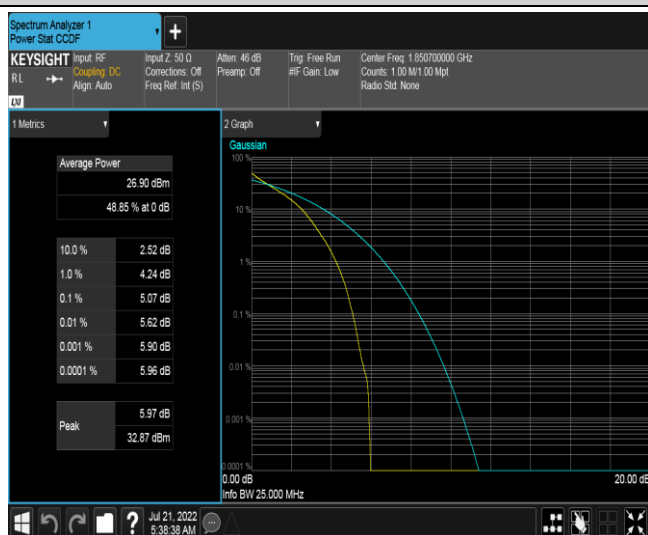 Spectrum Analyzer 1
Power Stat CCDF
+
KEYSIGHT
RL
LXI
Input: RF
Coupling: DC
Align: Auto
Input Z: 50 Ω
Corrections: Off
Freq Ref: Int (S)
Atten: 46 dB
Preamp: Off
Trig: Free Run
#IF Gain: Low
Center Freq: 1.850700000 GHz
Counts: 1.00 M/1.00 Mpt
Radio Std: None
1 Metrics
Average Power
26.90 dBm
48.85 % at 0 dB
10.0 % 2.52 dB
1.0 % 4.24 dB
0.1 % 5.07 dB
0.01 % 5.62 dB
0.001 % 5.90 dB
0.0001 % 5.96 dB
Peak
5.97 dB
32.87 dBm
2 Graph
Gaussian
100 %
10 %
1 %
0.1 %
0.01 %
0.001 %
0.0001 %
0.00 dB
20.00 dB
Info BW 25.000 MHz
?
Jul 21, 2022
5:38:38 AM